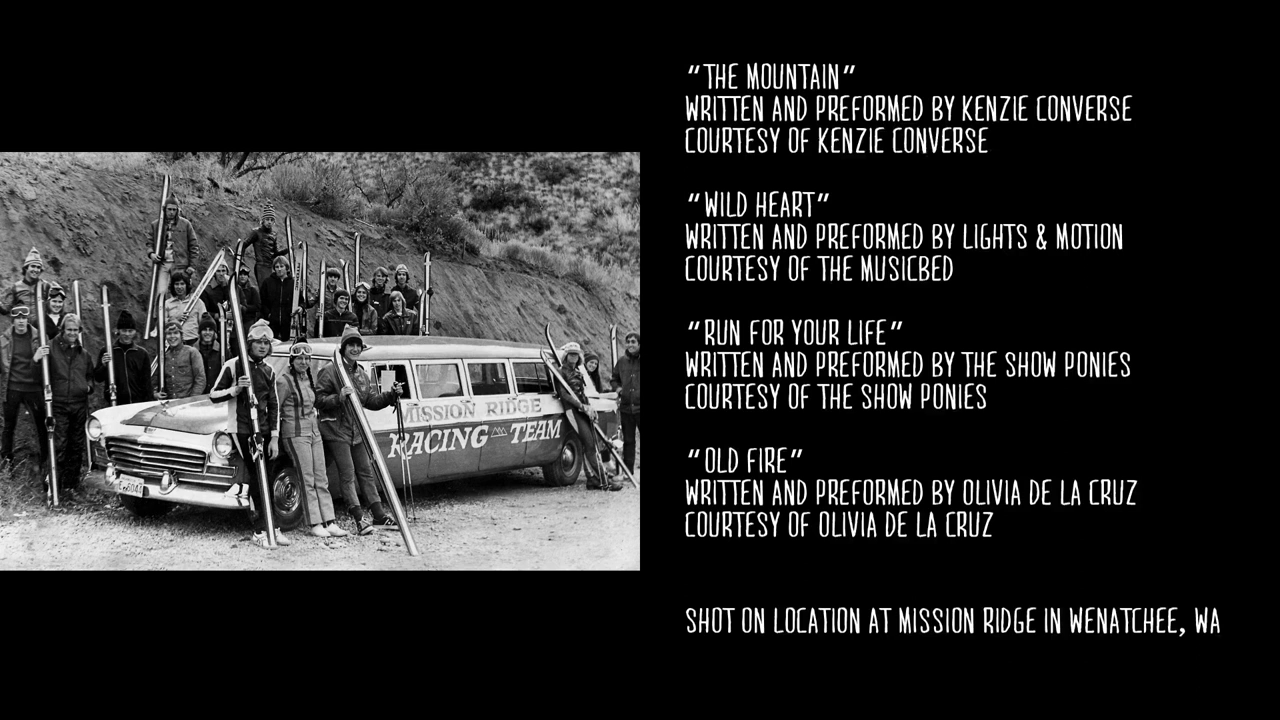 MISSION RIDGE
RACING TEAM
"THE MOUNTAIN"
WRITTEN AND PREFORMED BY KENZIE CONVERSE
COURTESY OF KENZIE CONVERSE
"WILD HEART"
WRITTEN AND PREFORMED BY LIGHTS & MOTION
COURTESY OF THE MUSICBED
"RUN FOR YOUR LIFE"
WRITTEN AND PREFORMED BY THE SHOW PONIES
COURTESY OF THE SHOW PONIES
"OLD FIRE"
WRITTEN AND PREFORMED BY OLIVIA DE LA CRUZ
COURTESY OF OLIVIA DE LA CRUZ
SHOT ON LOCATION AT MISSION RIDGE IN WENATCHEE, WA